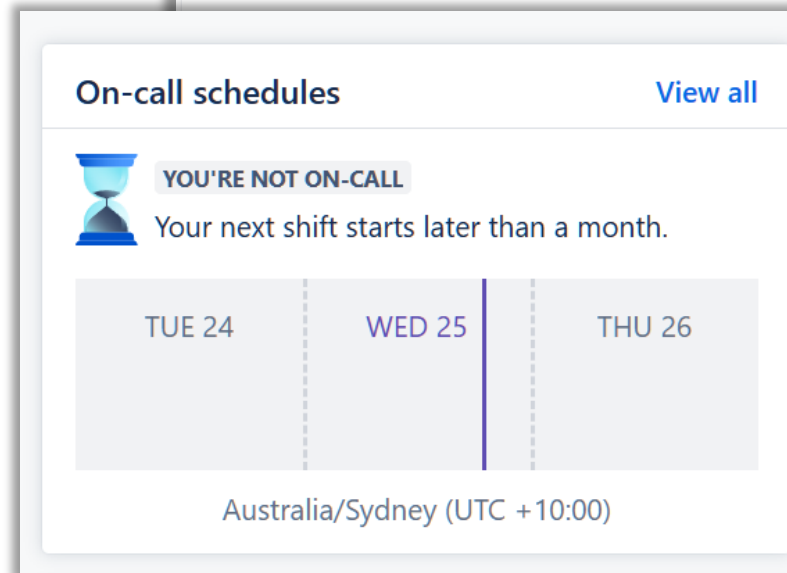 On-call schedules View all
YOU'RE NOT ON-CALL
Your next shift starts later than a month.
TUE 24 WED 25 THU 26
Australia/Sydney (UTC +10:00)